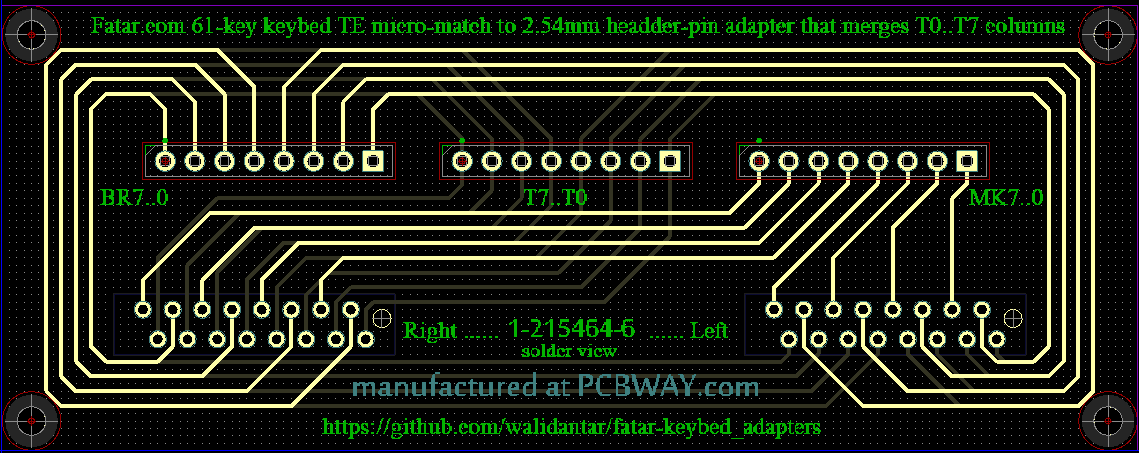 Fatar.com 61-key keybed TE micro-match to 2.54mm headder-pin adapter that merges T0..T7 columns
BR7..0
T7..T0
MK7..0
Right ...... 1-215464-6 ...... Left
solder view
manufactured at PCBWAY.com
https://github.com/walidantar/fatar-keybed_adapters